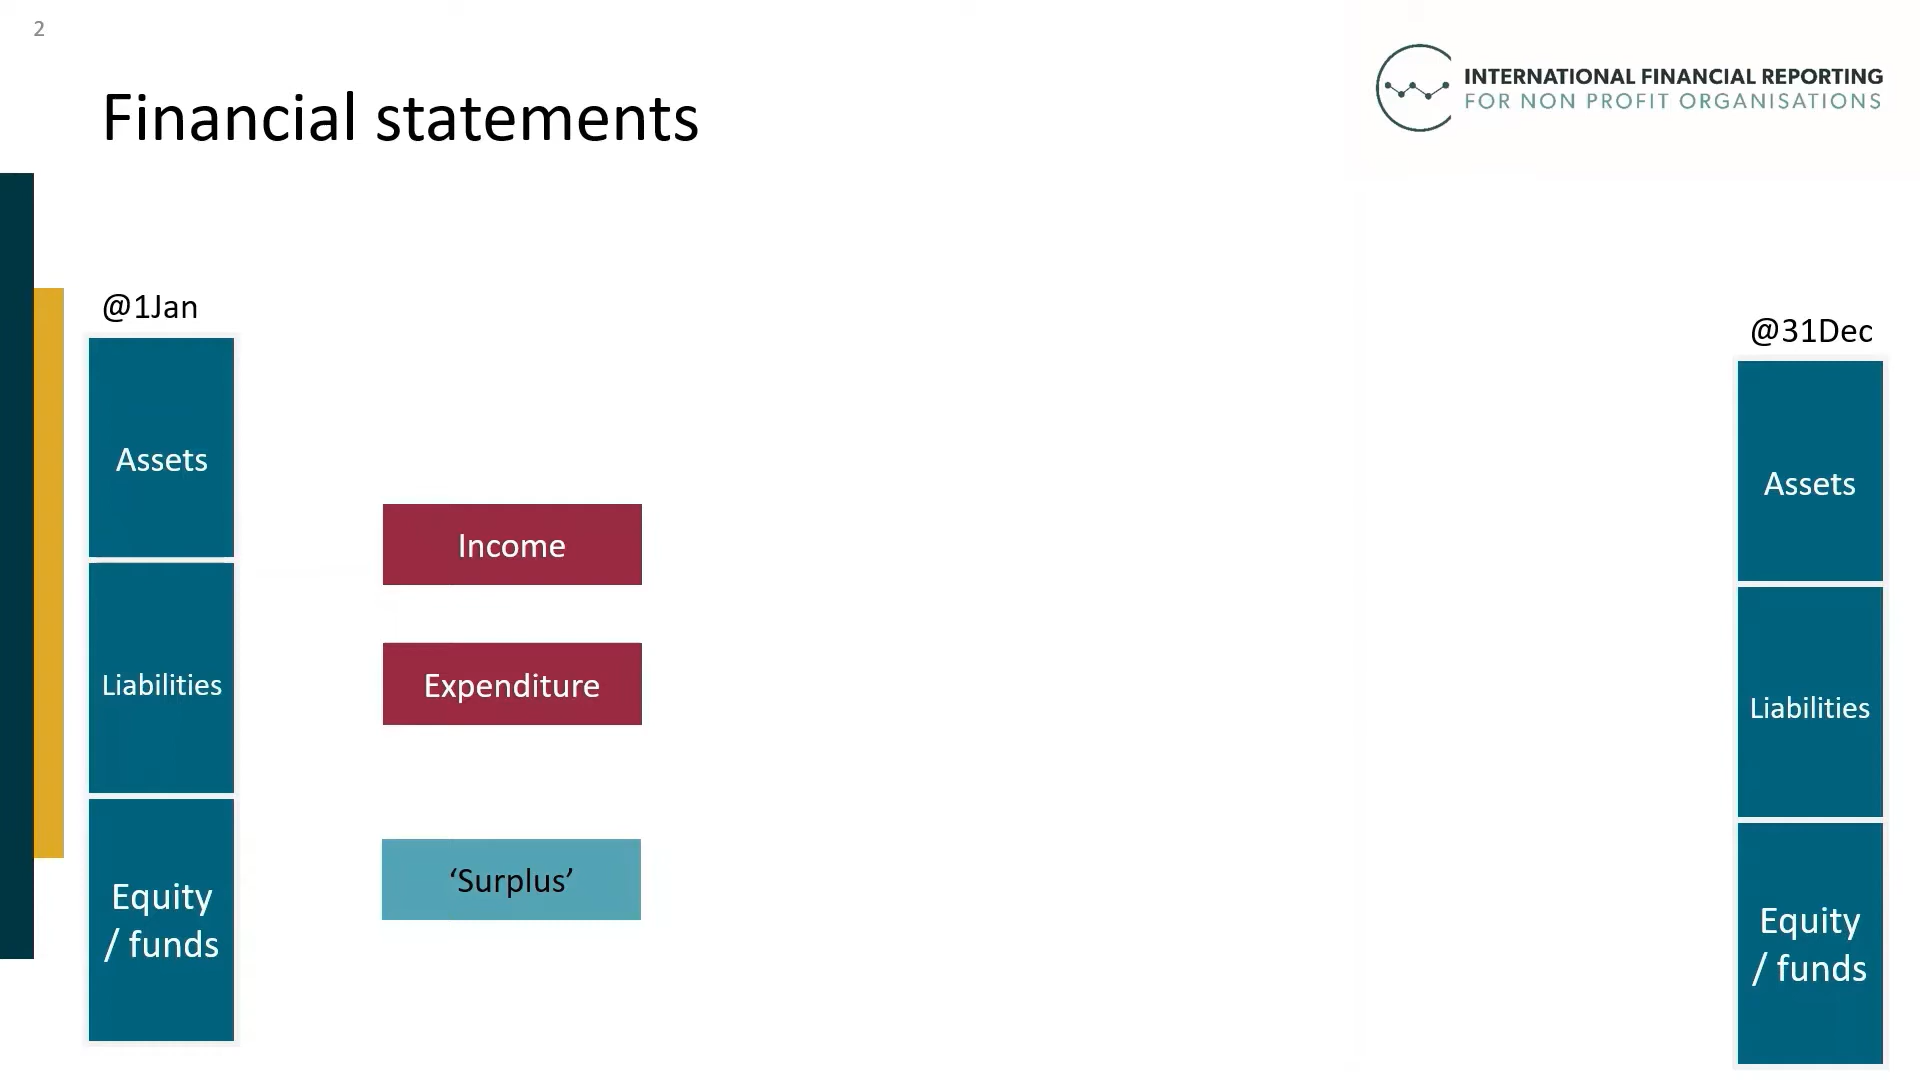 2
INTERNATIONAL FINANCIAL REPORTING
FOR NON PROFIT ORGANISATIONS
Financial statements
@1Jan
Assets
Liabilities
Equity
/ funds
Income
Expenditure
‘Surplus’
@31Dec
Assets
Liabilities
Equity
/ funds